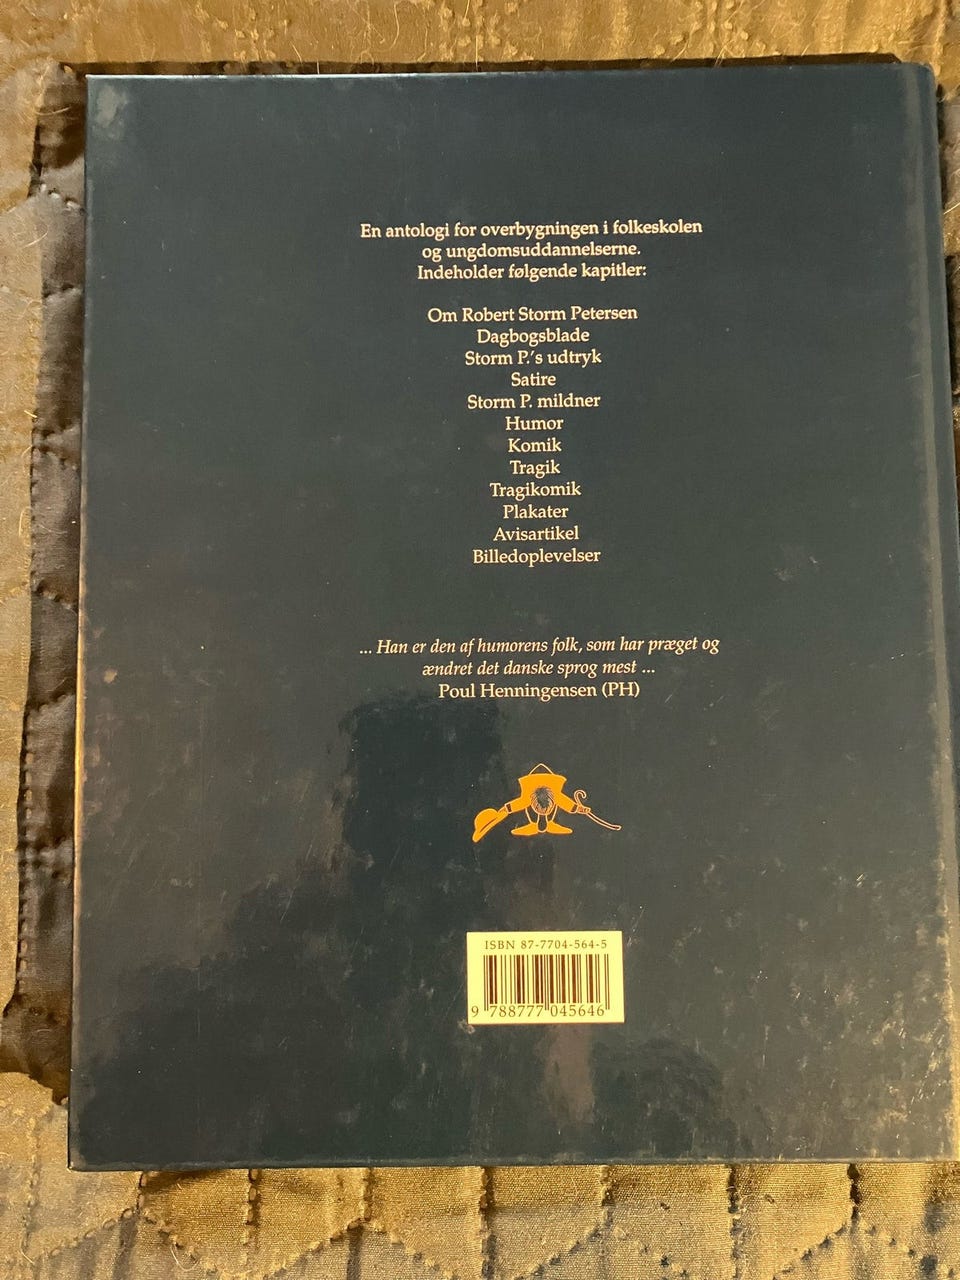 En antologi for overbygningen i folkeskolen
og ungdomsuddannelserne.
Indeholder følgende kapitler:
Om Robert Storm Petersen
Dagbogsblade
Storm P.'s udtryk
Satire
Storm P. mildner
Humor
Komik
Tragik
Tragikomik
Plakater
Avisartikel
Billedoplevelser
... Han er den af humorens folk, som har præget og
ændret det danske sprog mest ...
Poul Henningensen (PH)
ISBN 87-7704-564-5
9 788777 045646